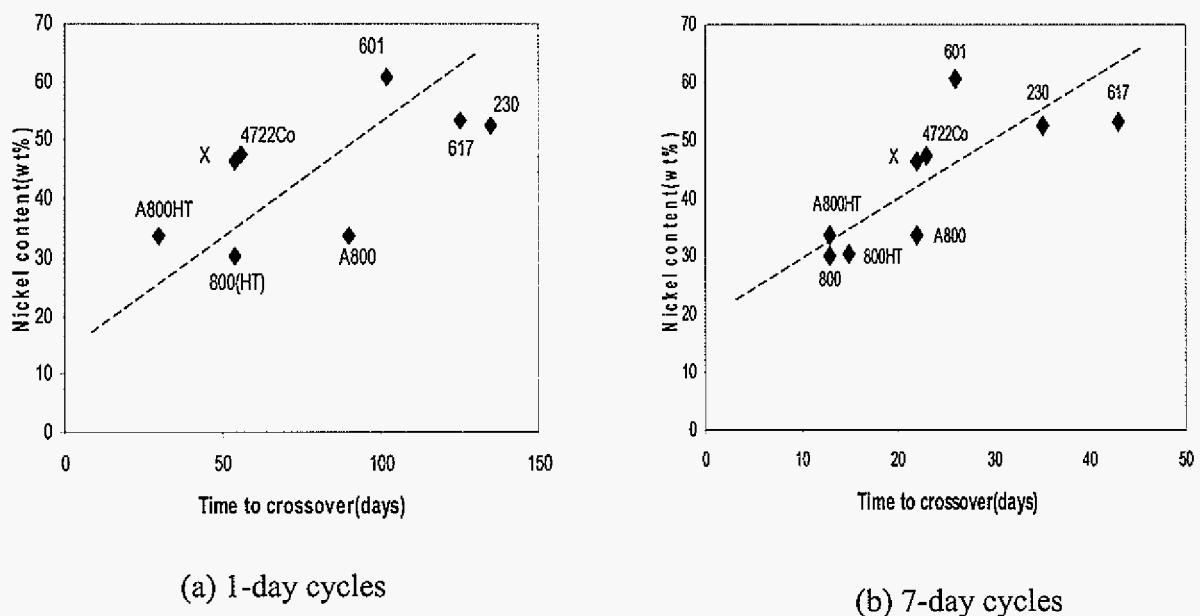 70
60
50
40
30
20
10
0
Nickel content(wt%)
601
230
617
4722Co
X
A800HT
A800
800(HT)
0
50
100
150
Time to crossover(days)
(a) 1-day cycles
70
60
50
40
30
20
10
0
Nickel content(wt%)
601
230
617
4722Co
X
A800HT
A800
800HT
800
0
10
20
30
40
50
Time to crossover(days)
(b) 7-day cycles